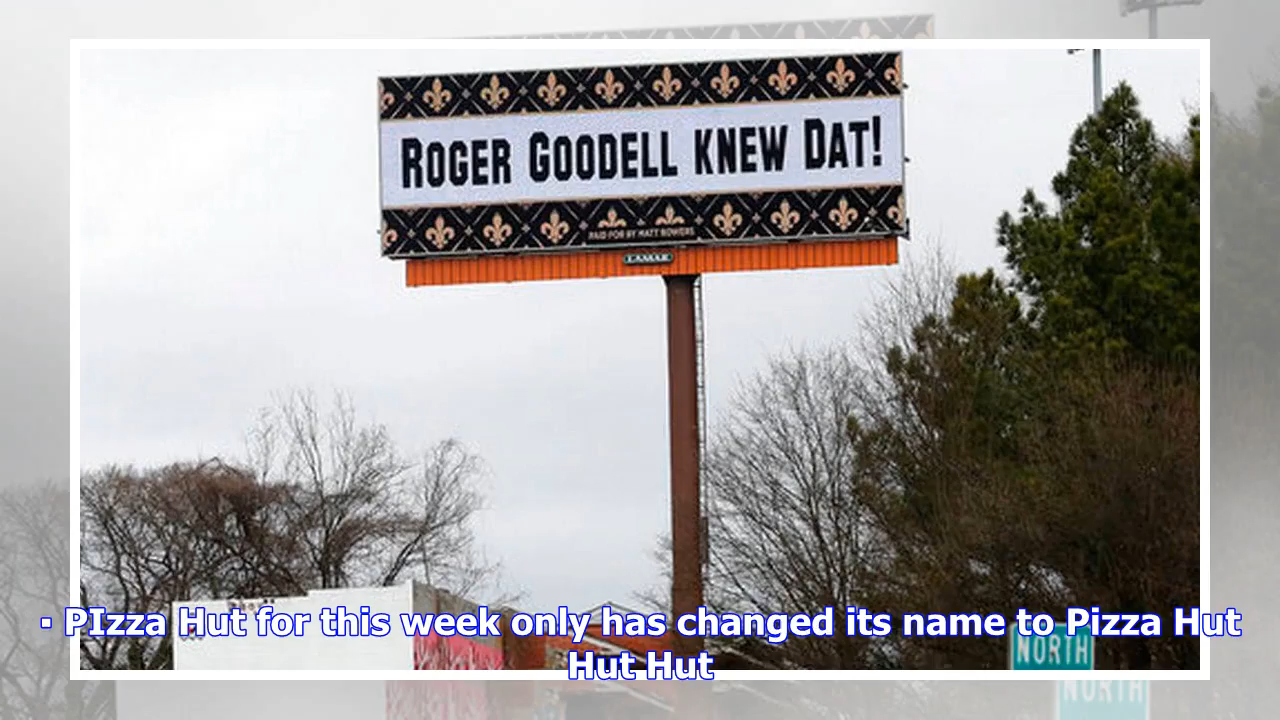 ROGER GOODELL KNEW DAT!
PAID FOR BY MATT BOWERS
LAMAR
· PIzza Hut for this week only has changed its name to Pizza Hut
Hut Hut
NORTH
NORTH